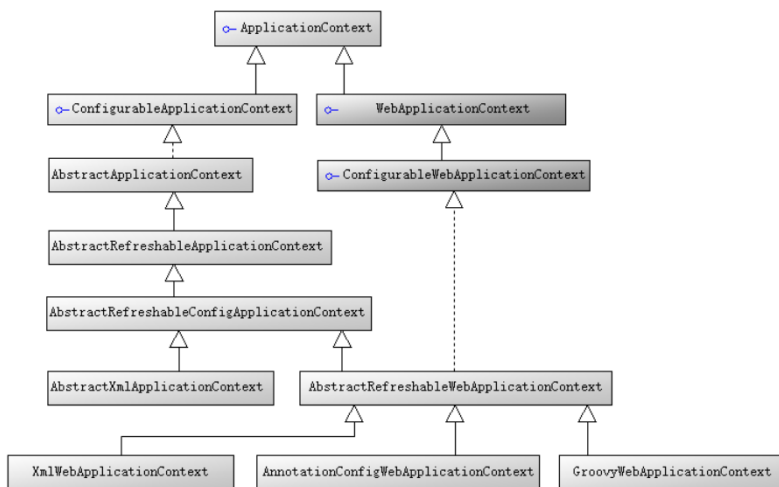 ApplicationContext
ConfigurableApplicationContext
WebApplicationContext
AbstractApplicationContext
ConfigurableWebApplicationContext
AbstractRefreshableApplicationContext
AbstractRefreshableConfigApplicationContext
AbstractXmlApplicationContext
AbstractRefreshableWebApplicationContext
XmlWebApplicationContext
AnnotationConfigWebApplicationContext
GroovyWebApplicationContext